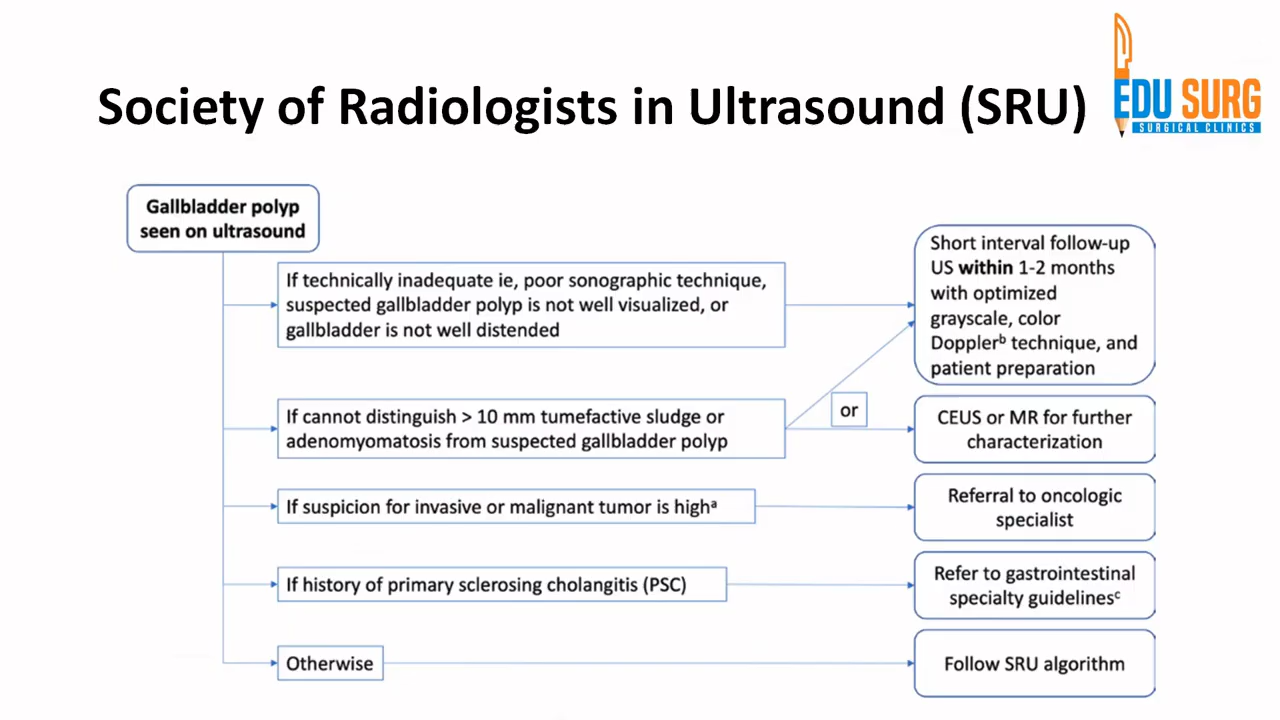 Society of Radiologists in Ultrasound (SRU)
EDU SURG
SURGICAL CLINICS
Gallbladder polyp
seen on ultrasound
If technically inadequate ie, poor sonographic technique,
suspected gallbladder polyp is not well visualized, or
gallbladder is not well distended
Short interval follow-up
US within 1-2 months
with optimized
grayscale, color
Dopplerᵇ technique, and
patient preparation
If cannot distinguish > 10 mm tumefactive sludge or
adenomyomatosis from suspected gallbladder polyp
or
CEUS or MR for further
characterization
If suspicion for invasive or malignant tumor is highᵃ
Referral to oncologic
specialist
If history of primary sclerosing cholangitis (PSC)
Refer to gastrointestinal
specialty guidelinesᶜ
Otherwise
Follow SRU algorithm